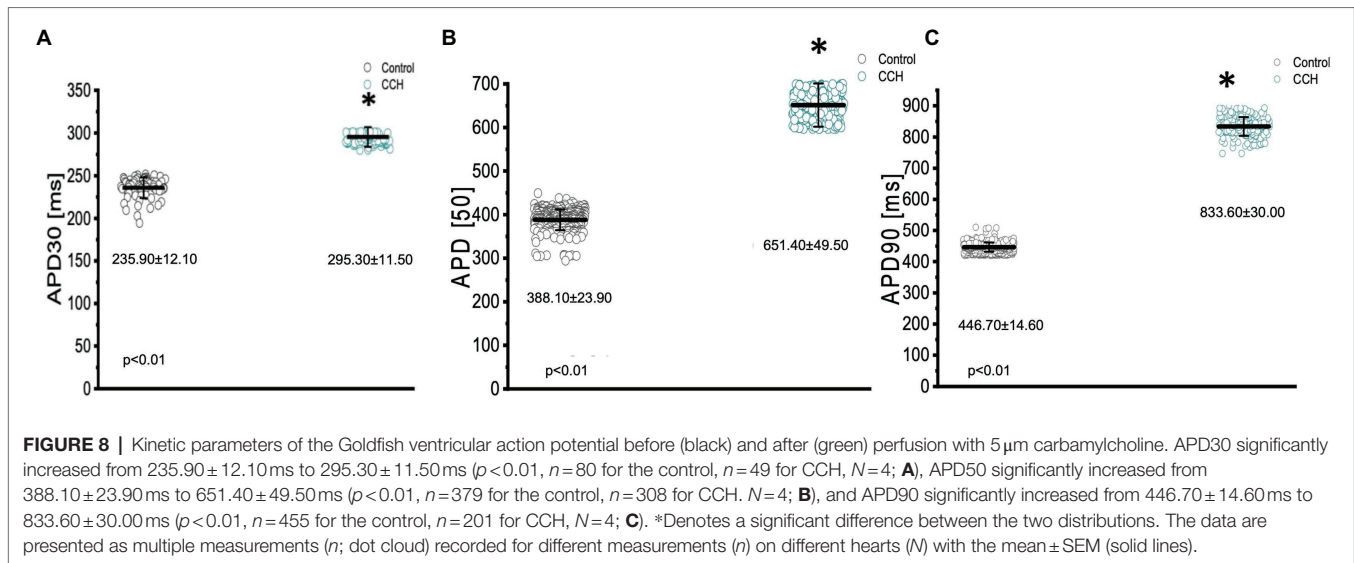 A
Control
CCH
*
APD30 [ms]
350
300
250
200
150
100
50
0
235.90±12.10
295.30±11.50
p<0.01
B
Control
CCH
*
APD [50]
700
600
500
400
300
200
100
0
651.40±49.50
388.10±23.90
p<0.01
C
Control
CCH
*
APD90 [ms]
900
800
700
600
500
400
300
200
100
0
833.60±30.00
446.70±14.60
p<0.01
FIGURE 8 | Kinetic parameters of the Goldfish ventricular action potential before (black) and after (green) perfusion with 5 μm carbamylcholine. APD30 significantly
increased from 235.90 ± 12.10 ms to 295.30 ± 11.50 ms (p < 0.01, n = 80 for the control, n = 49 for CCH, N = 4; A), APD50 significantly increased from
388.10 ± 23.90 ms to 651.40 ± 49.50 ms (p < 0.01, n = 379 for the control, n = 308 for CCH. N = 4; B), and APD90 significantly increased from 446.70 ± 14.60 ms to
833.60 ± 30.00 ms (p < 0.01, n = 455 for the control, n = 201 for CCH, N = 4; C). *Denotes a significant difference between the two distributions. The data are
presented as multiple measurements (n; dot cloud) recorded for different measurements (n) on different hearts (N) with the mean ± SEM (solid lines).